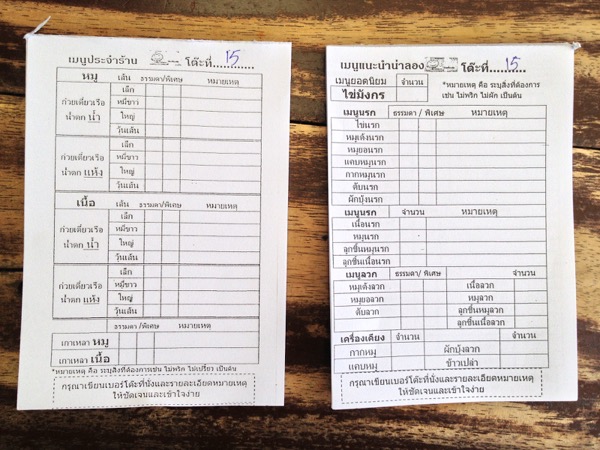 เมนูประจำร้าน โต๊ะที่............ 15
หมู เส้น ธรรมดา/พิเศษ หมายเหตุ
ก๋วยเตี๋ยวเรือ น้ำตก น้ำ
เล็ก
หมี่ขาว
ใหญ่
วุ้นเส้น
ก๋วยเตี๋ยวเรือ น้ำตก แห้ง
เล็ก
หมี่ขาว
ใหญ่
วุ้นเส้น
เนื้อ เส้น ธรรมดา/พิเศษ หมายเหตุ
ก๋วยเตี๋ยวเรือ น้ำตก น้ำ
เล็ก
หมี่ขาว
ใหญ่
วุ้นเส้น
ก๋วยเตี๋ยวเรือ น้ำตก แห้ง
เล็ก
หมี่ขาว
ใหญ่
วุ้นเส้น
ธรรมดา /พิเศษ หมายเหตุ
เกาเหลา หมู
เกาเหลา เนื้อ
*หมายเหตุ คือ ระบุสิ่งที่ต้องการเช่น ไม่พริก ไม่เปรี้ยว เป็นต้น
กรุณาเขียนเบอร์โต๊ะที่นั่งและรายละเอียดหมายเหตุ
ให้ชัดเจนและเข้าใจง่าย
เมนูแนะนำน่าลอง โต๊ะที่.......... 15
เมนูยอดนิยม จำนวน
ไข่มังกร
*หมายเหตุ คือ ระบุสิ่งที่ต้องการ
เช่น ไม่พริก ไม่ผัก เป็นต้น
เมนูนรก ธรรมดา / พิเศษ หมายเหตุ
ไข่นรก
หมูเด้งนรก
หมูยอนรก
แคบหมูนรก
กากหมูนรก
ตับนรก
ผักบุ้งนรก
เมนูนรก จำนวน หมายเหตุ
หมูนรก
ลูกชิ้นหมูนรก
ลูกชิ้นเนื้อนรก
เมนูลวก ธรรมดา/ พิเศษ จำนวน
หมูเด้งลวก เนื้อลวก
หมูยอลวก หมูลวก
ตับลวก ลูกชิ้นหมูลวก
ลูกชิ้นเนื้อลวก
เครื่องเคียง จำนวน จำนวน
กากหมู ผักบุ้งลวก
แคบหมู ข้าวเปล่า
กรุณาเขียนเบอร์โต๊ะที่นั่งและรายละเอียดหมายเหตุ
ให้ชัดเจนและเข้าใจง่าย